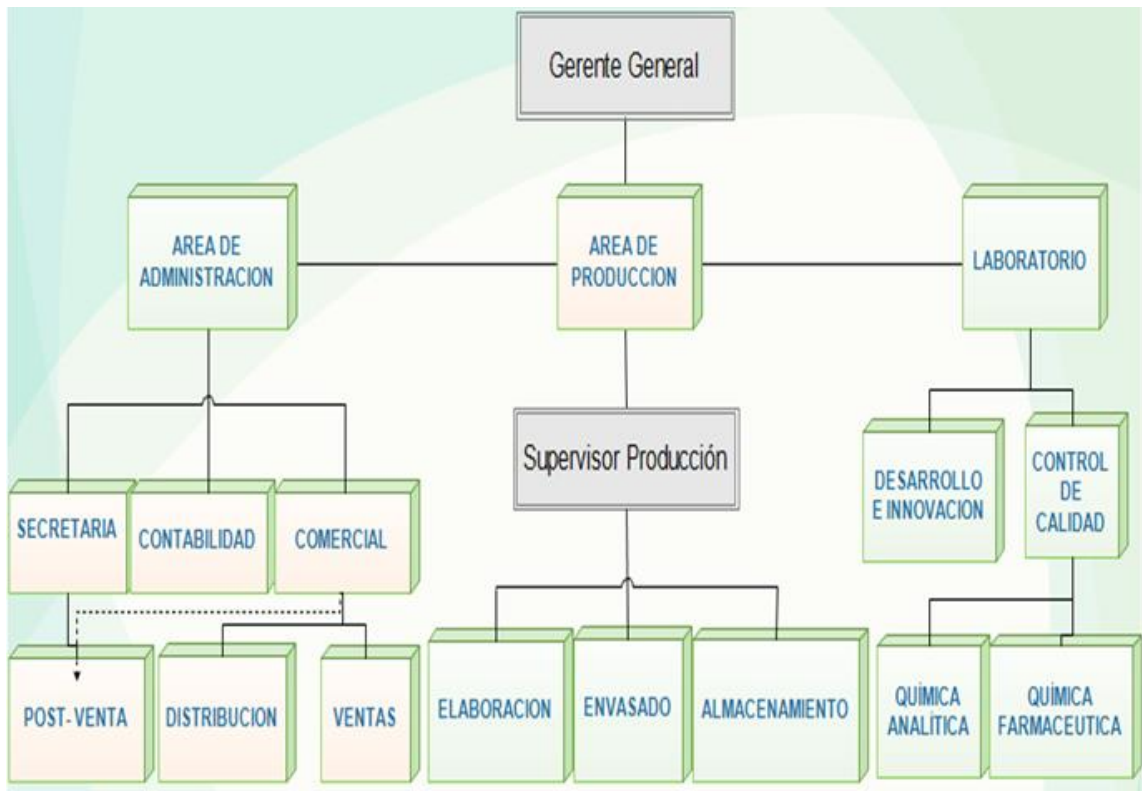 Gerente General
AREA DE
ADMINISTRACION
AREA DE
PRODUCCION
LABORATORIO
Supervisor Producción
DESARROLLO
E INNOVACION
CONTROL
DE
CALIDAD
SECRETARIA
CONTABILIDAD
COMERCIAL
POST-VENTA
DISTRIBUCION
VENTAS
ELABORACION
ENVASADO
ALMACENAMIENTO
QUÍMICA
ANALÍTICA
QUÍMICA
FARMACEUTICA